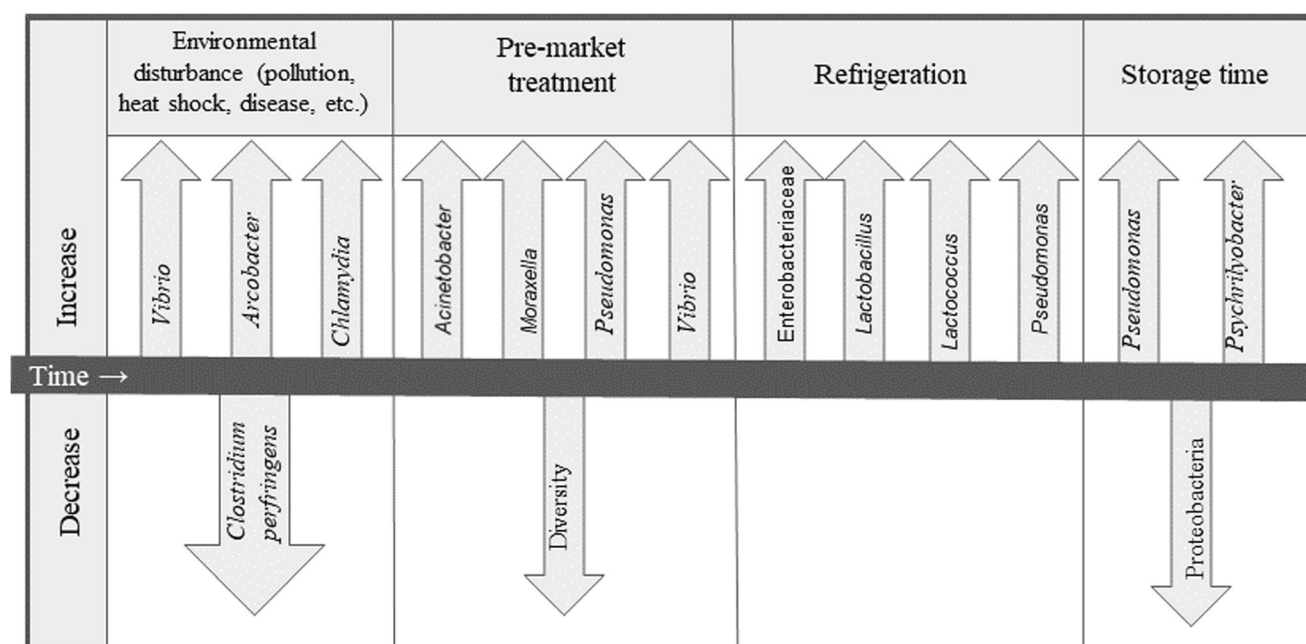 Environmental
disturbance (pollution,
heat shock, disease, etc.)
Pre-market
treatment
Refrigeration
Storage time
Increase
Vibrio
Arcobacter
Chlamydia
Acinetobacter
Moraxella
Pseudomonas
Vibrio
Enterobacteriaceae
Lactobacillus
Lactococcus
Pseudomonas
Pseudomonas
Psychrilyobacter
Time →
Decrease
Clostridium
perfringens
Diversity
Proteobacteria